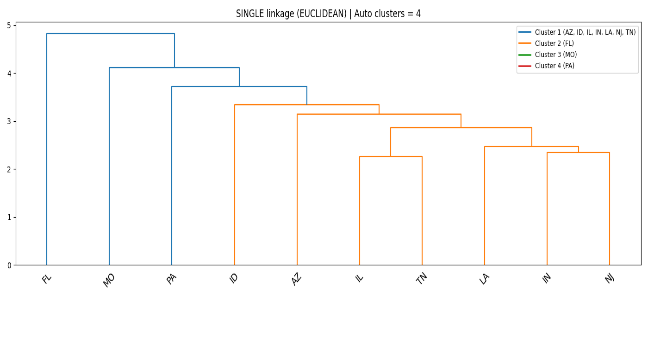 SINGLE linkage (EUCLIDEAN) | Auto clusters = 4
5
4
3
2
1
0
Cluster 1 (AZ, ID, IL, IN, LA, NJ, TN)
Cluster 2 (FL)
Cluster 3 (MO)
Cluster 4 (PA)
FL MO PA ID AZ IL TN LA IN NJ